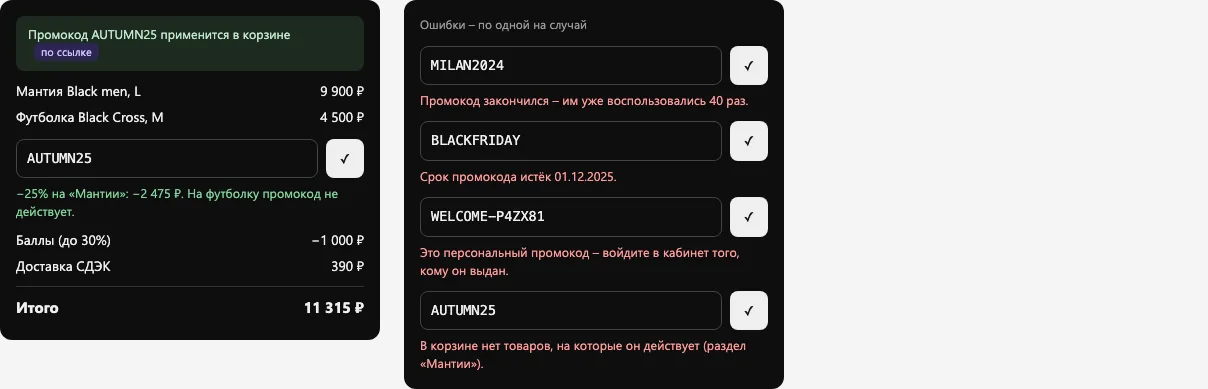 Промокод AUTUMN25 применится в корзине
по ссылке
Мантия Black men, L 9 900 ₽
Футболка Black Cross, M 4 500 ₽
AUTUMN25 ✓
−25% на «Мантии»: −2 475 ₽. На футболку промокод не
действует.
Баллы (до 30%) −1 000 ₽
Доставка СДЭК 390 ₽
Итого 11 315 ₽
Ошибки – по одной на случай
MILAN2024 ✓
Промокод закончился – им уже воспользовались 40 раз.
BLACKFRIDAY ✓
Срок промокода истёк 01.12.2025.
WELCOME-P4ZX81 ✓
Это персональный промокод – войдите в кабинет того,
кому он выдан.
AUTUMN25 ✓
В корзине нет товаров, на которые он действует (раздел
«Мантии»).